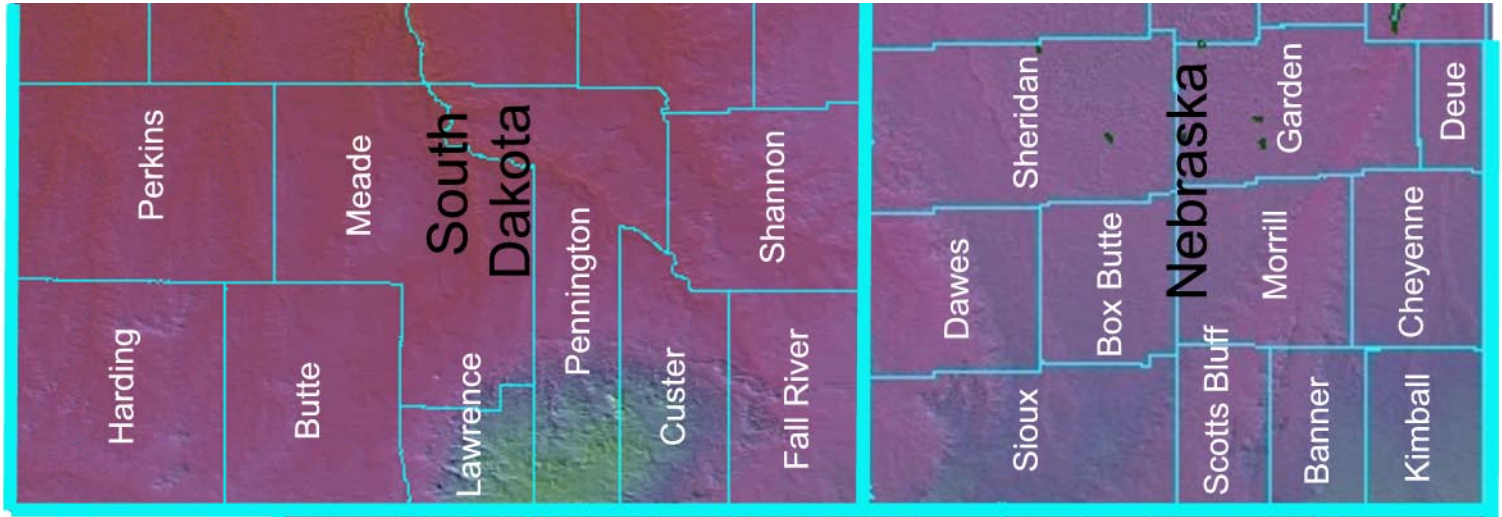 Perkins
Meade
South
Dakota
Shannon
Harding
Butte
Lawrence
Pennington
Custer
Fall River
Sheridan
Nebraska
Garden
Deue
Dawes
Box Butte
Morrill
Cheyenne
Sioux
Scotts Bluff
Banner
Kimball